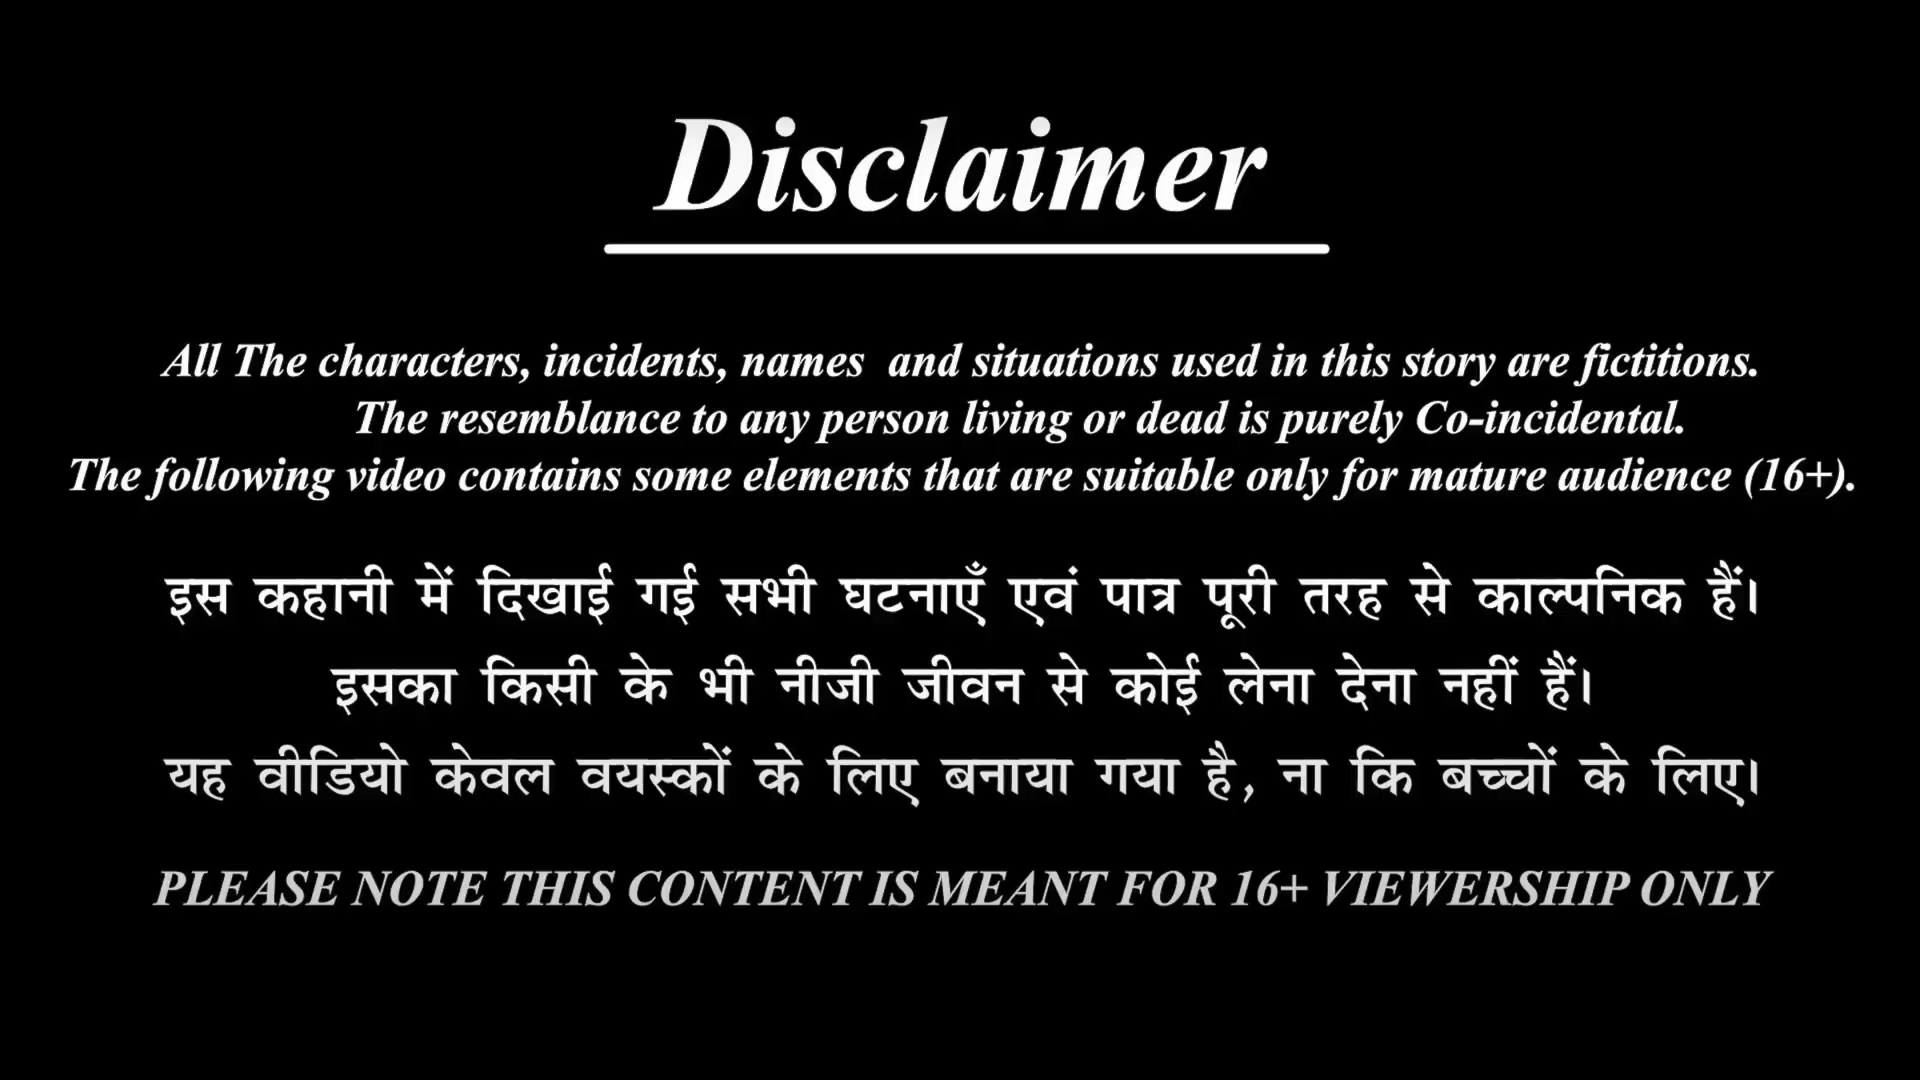 Disclaimer
All The characters, incidents, names and situations used in this story are fictitions.
The resemblance to any person living or dead is purely Co-incidental.
The following video contains some elements that are suitable only for mature audience (16+).
इस कहानी में दिखाई गई सभी घटनाएँ एवं पात्र पूरी तरह से काल्पनिक हैं।
इसका किसी के भी नीजी जीवन से कोई लेना देना नहीं हैं।
यह वीडियो केवल वयस्कों के लिए बनाया गया है, ना कि बच्चों के लिए।
PLEASE NOTE THIS CONTENT IS MEANT FOR 16+ VIEWERSHIP ONLY